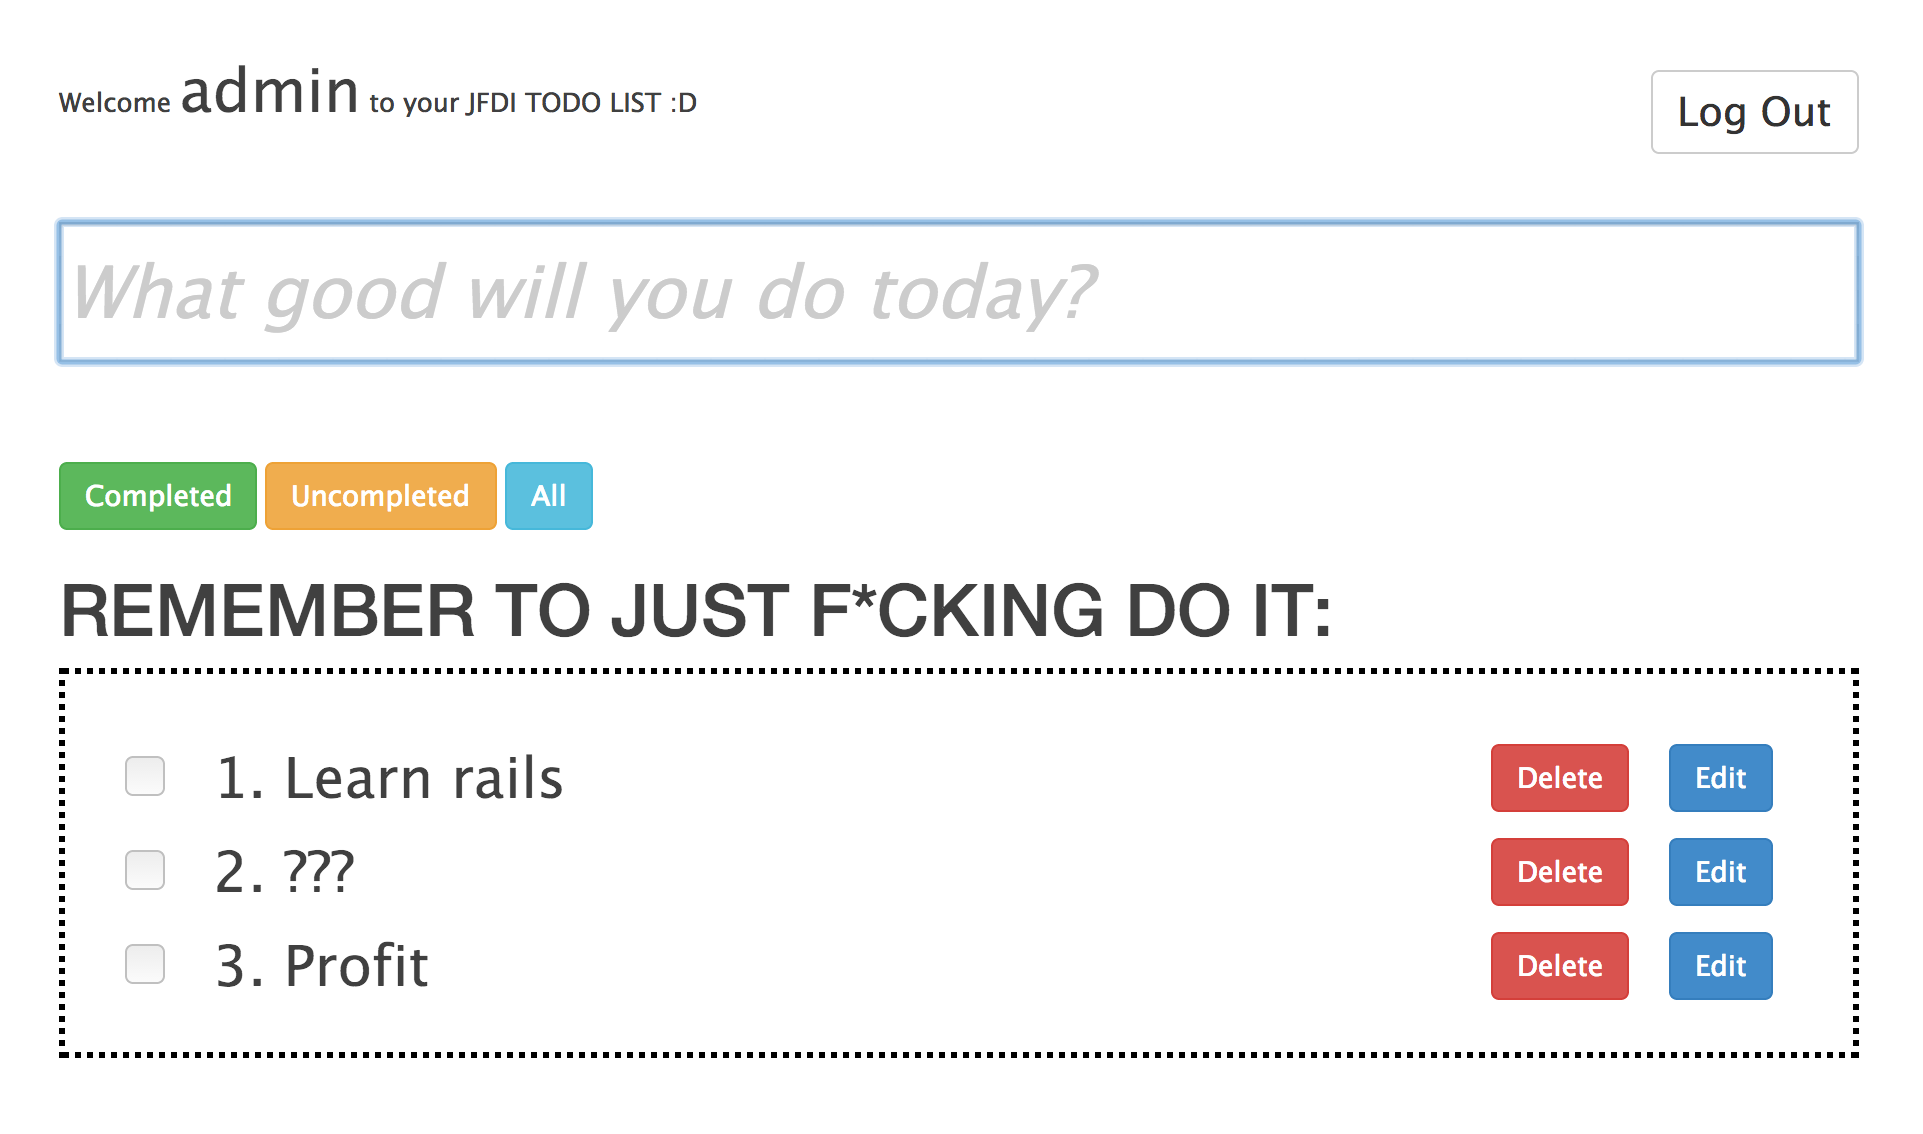 Welcome admin to your JFDI TODO LIST :D
Log Out
What good will you do today?
Completed Uncompleted All
REMEMBER TO JUST F*CKING DO IT:
1. Learn rails Delete Edit
2. ??? Delete Edit
3. Profit Delete Edit